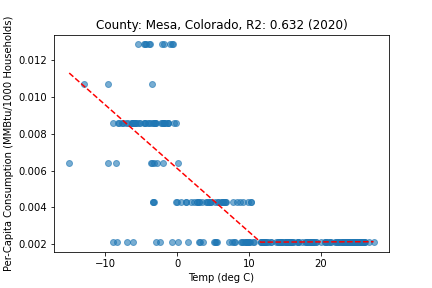 County: Mesa, Colorado, R2: 0.632 (2020)
Per-Capita Consumption (MMBtu/1000 Households)
0.012
0.010
0.008
0.006
0.004
0.002
−10 0 10 20
Temp (deg C)